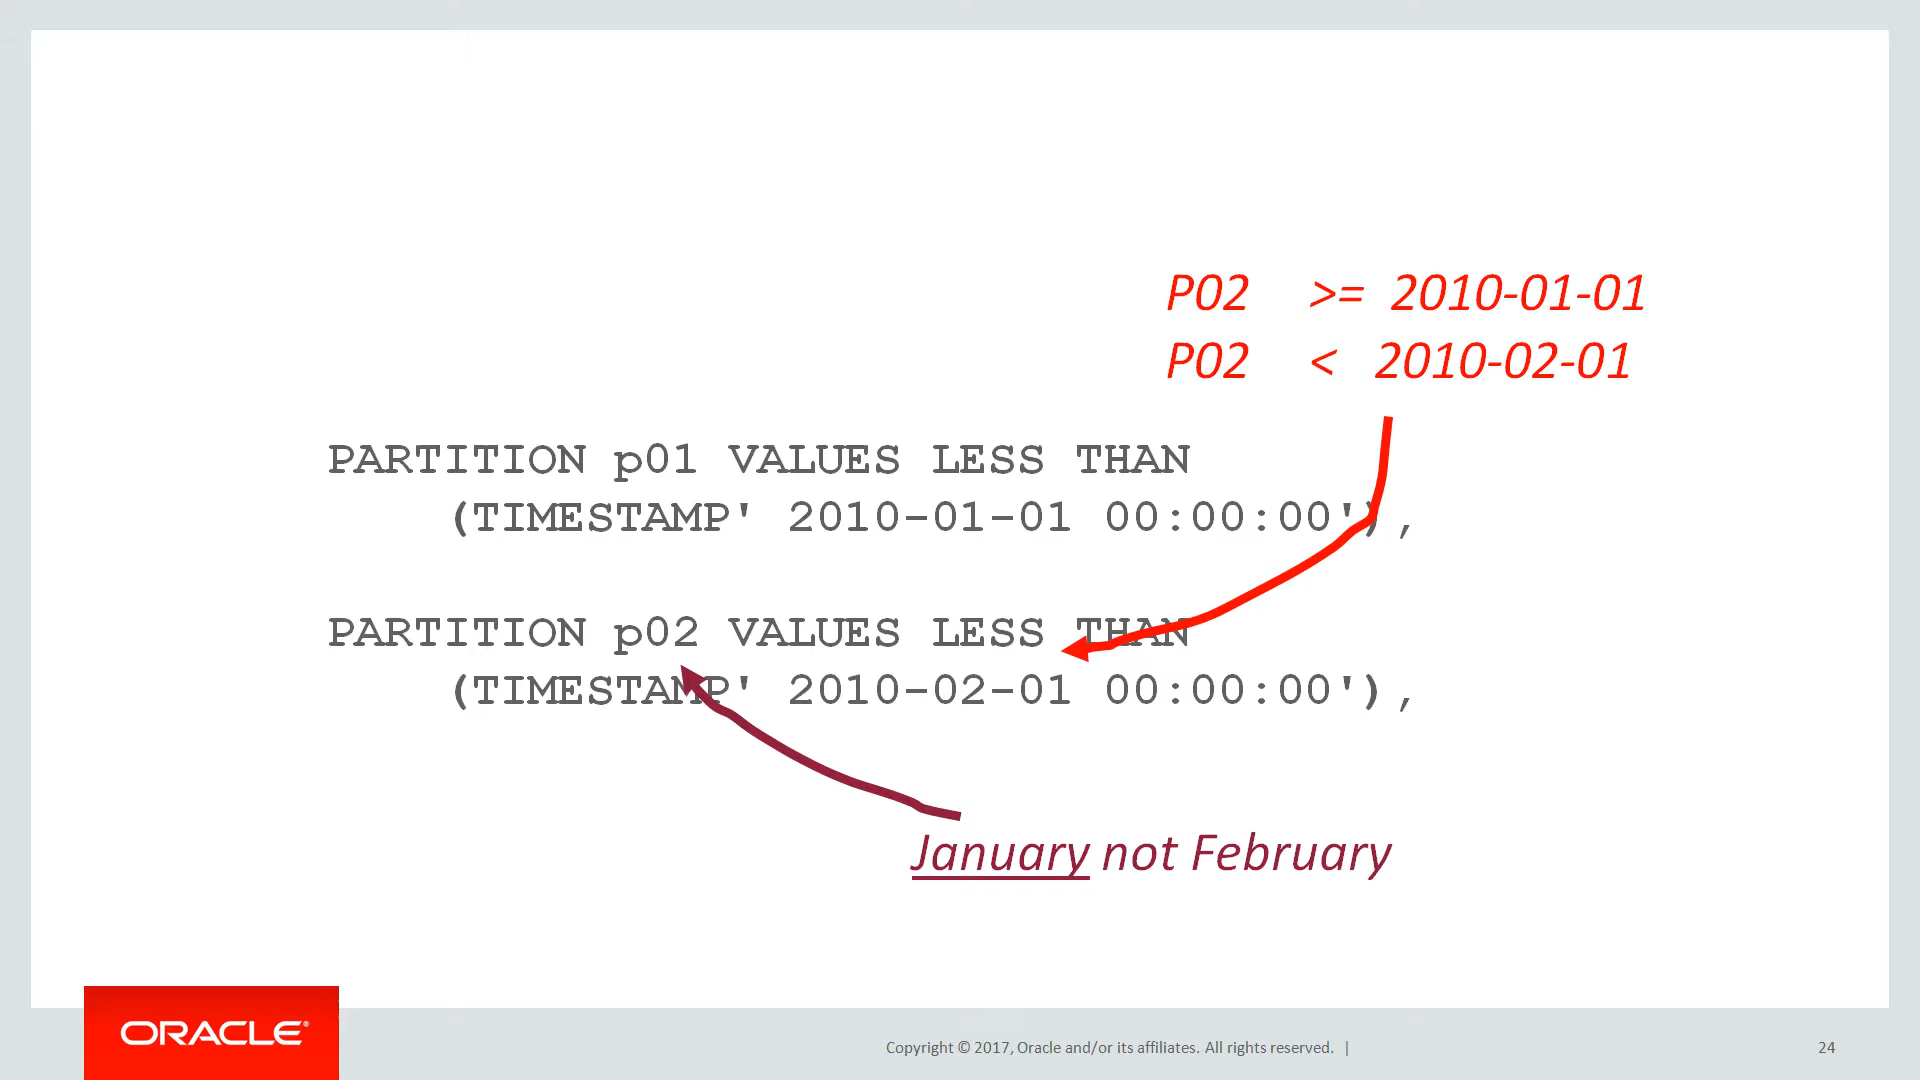 P02 >= 2010-01-01
P02 < 2010-02-01
PARTITION p01 VALUES LESS THAN
(TIMESTAMP' 2010-01-01 00:00:00'),
PARTITION p02 VALUES LESS THAN
(TIMESTAMP' 2010-02-01 00:00:00'),
January not February
ORACLE®
Copyright © 2017, Oracle and/or its affiliates. All rights reserved. |
24